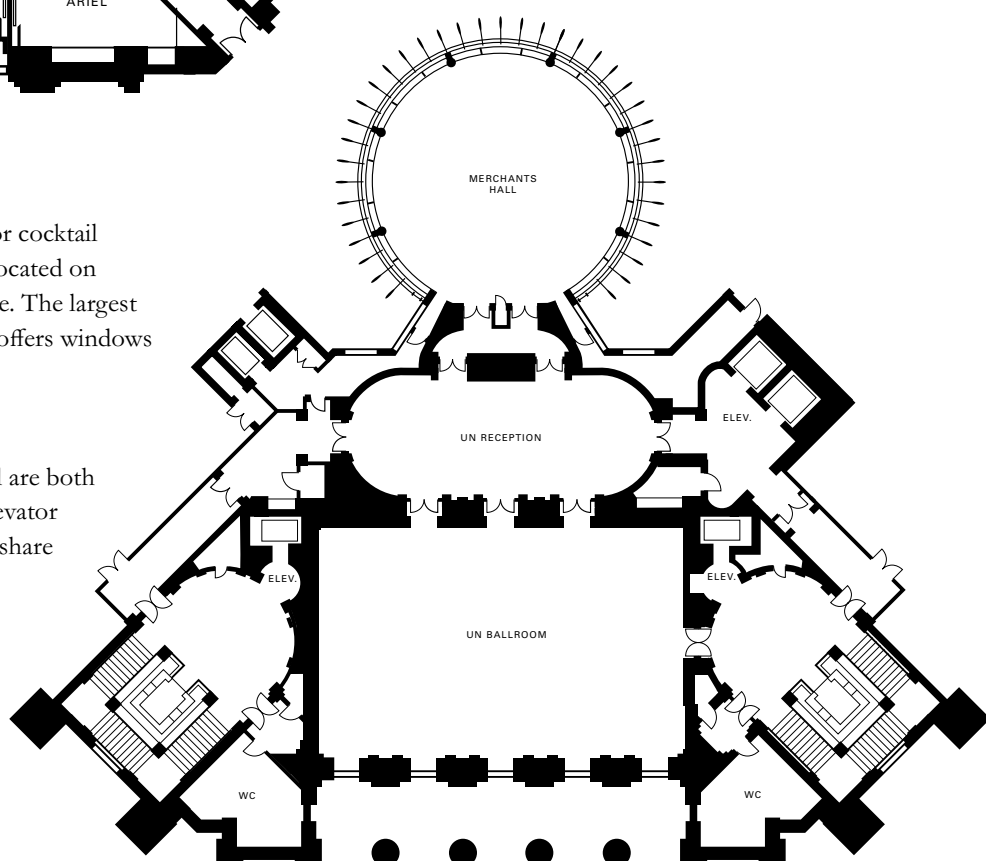 ARIEL
MERCHANTS
HALL
or cocktail
ocated on
e. The largest
offers windows
ELEV.
UN RECEPTION
l are both
evator
share
ELEV.
ELEV.
UN BALLROOM
WC
WC